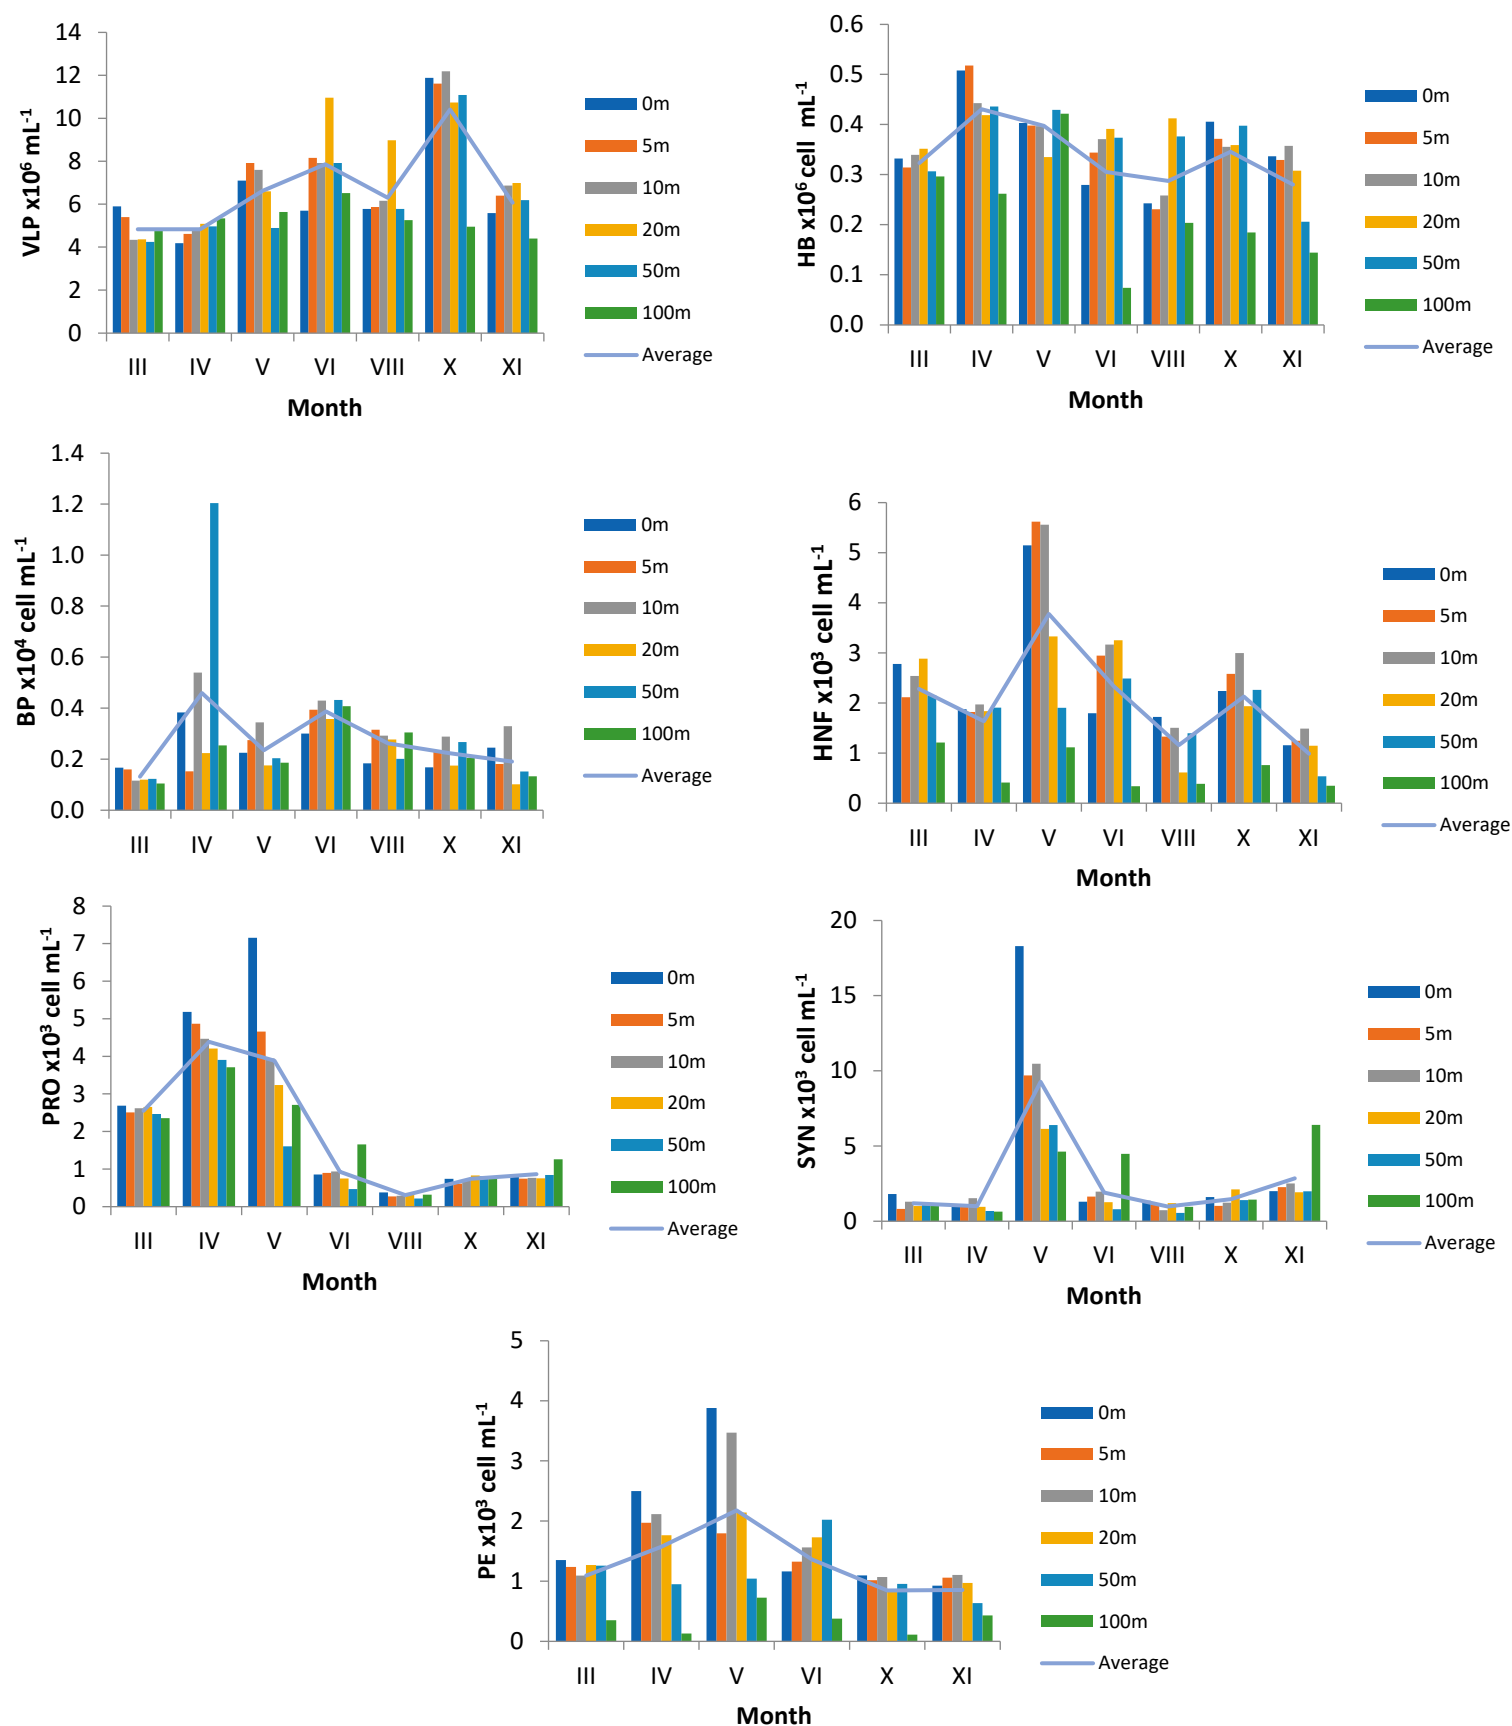 VLP x10⁶ mL⁻¹
14
12
10
8
6
4
2
0
III IV V VI VIII X XI
Month
0m
5m
10m
20m
50m
100m
Average
HB x10⁶ cell mL⁻¹
0.6
0.5
0.4
0.3
0.2
0.1
0.0
III IV V VI VIII X XI
Month
0m
5m
10m
20m
50m
100m
Average
BP x10⁴ cell mL⁻¹
1.4
1.2
1.0
0.8
0.6
0.4
0.2
0.0
III IV V VI VIII X XI
0m
5m
10m
20m
50m
100m
Average
HNF x10³ cell mL⁻¹
6
5
4
3
2
1
0
III IV V VI VIII X XI
Month
0m
5m
10m
20m
50m
100m
Average
PRO x10³ cell mL⁻¹
8
7
6
5
4
3
2
1
0
III IV V VI VIII X XI
Month
0m
5m
10m
20m
50m
100m
Average
SYN x10³ cell mL⁻¹
20
15
10
5
0
III IV V VI VIII X XI
Month
0m
5m
10m
20m
50m
100m
Average
PE x10³ cell mL⁻¹
5
4
3
2
1
0
III IV V VI X XI
Month
0m
5m
10m
20m
50m
100m
Average